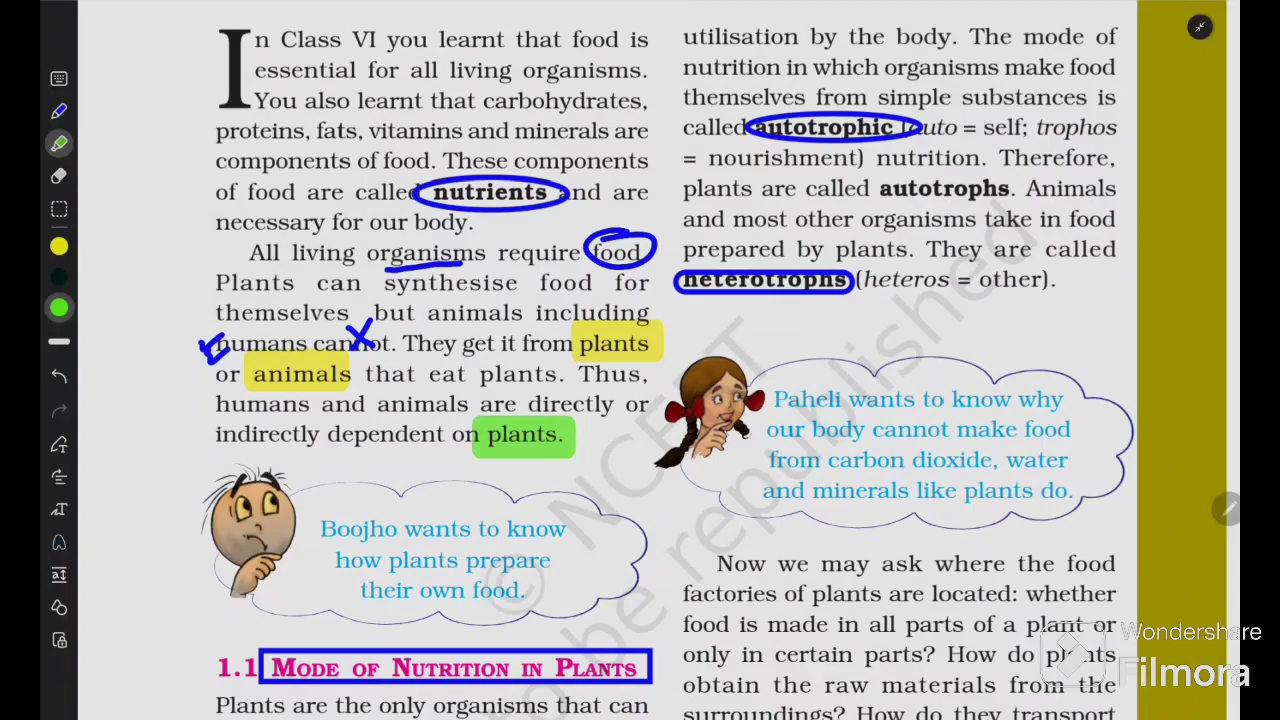 In Class VI you learnt that food is
essential for all living organisms.
You also learnt that carbohydrates,
proteins, fats, vitamins and minerals are
components of food. These components
of food are called nutrients and are
necessary for our body.
All living organisms require food.
Plants can synthesise food for
themselves but animals including
humans cannot. They get it from plants
or animals that eat plants. Thus,
humans and animals are directly or
indirectly dependent on plants.
Boojho wants to know
how plants prepare
their own food.
1.1 MODE OF NUTRITION IN PLANTS
Plants are the only organisms that can
utilisation by the body. The mode of
nutrition in which organisms make food
themselves from simple substances is
called autotrophic (auto = self; trophos
= nourishment) nutrition. Therefore,
plants are called autotrophs. Animals
and most other organisms take in food
prepared by plants. They are called
heterotrophs (heteros = other).
Paheli wants to know why
our body cannot make food
from carbon dioxide, water
and minerals like plants do.
Now we may ask where the food
factories of plants are located: whether
food is made in all parts of a plant or
only in certain parts? How do plants
obtain the raw materials from the
surroundings? How do they transport
© NCERT
be republished
Wondershare
Filmora